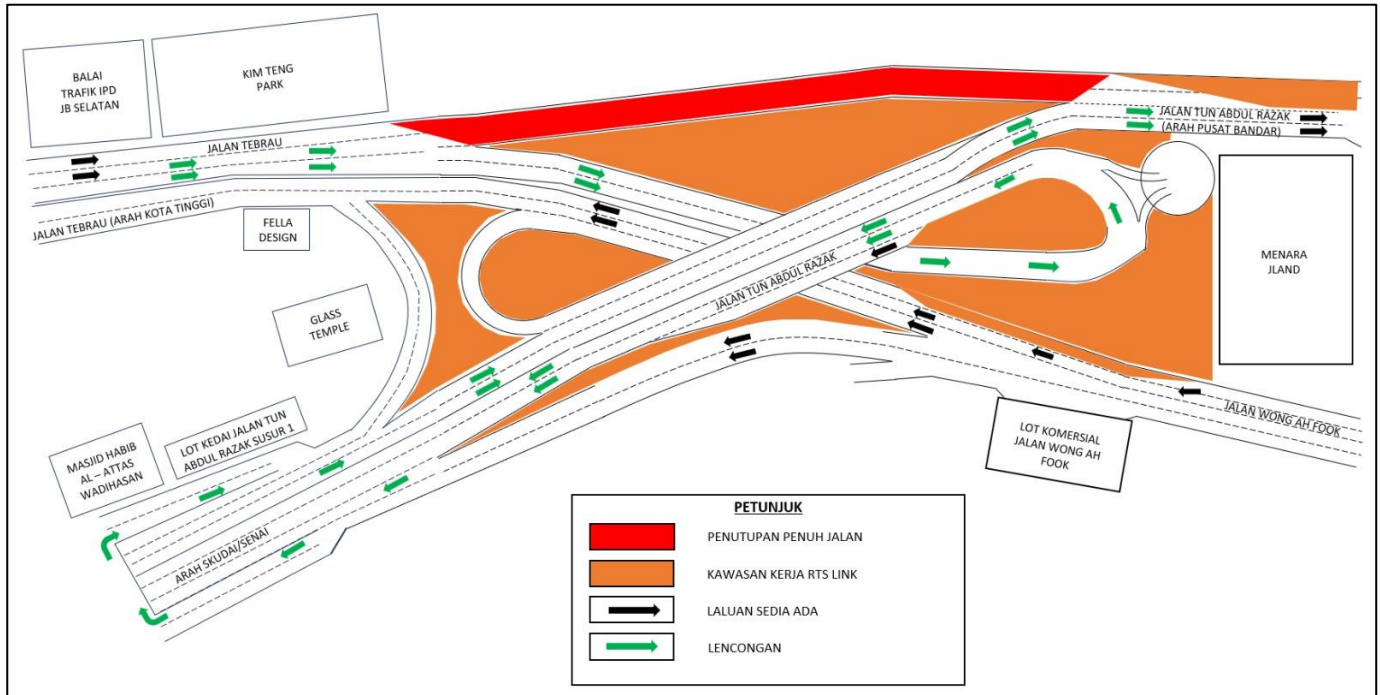 BALAI
TRAFIK IPD
JB SELATAN
KIM TENG
PARK
JALAN TEBRAU
JALAN TEBRAU (ARAH KOTA TINGGI)
FELLA
DESIGN
GLASS
TEMPLE
MASJID HABIB
AL – ATTAS
WADIHASAN
LOT KEDAI JALAN TUN
ABDUL RAZAK SUSUR 1
ARAH SKUDAI/SENAI
JALAN TUN ABDUL RAZAK
JALAN TUN ABDUL RAZAK
(ARAH PUSAT BANDAR)
MENARA
JLAND
JALAN WONG AH FOOK
LOT KOMERSIAL
JALAN WONG AH
FOOK
PETUNJUK
PENUTUPAN PENUH JALAN
KAWASAN KERJA RTS LINK
LALUAN SEDIA ADA
LENCONGAN